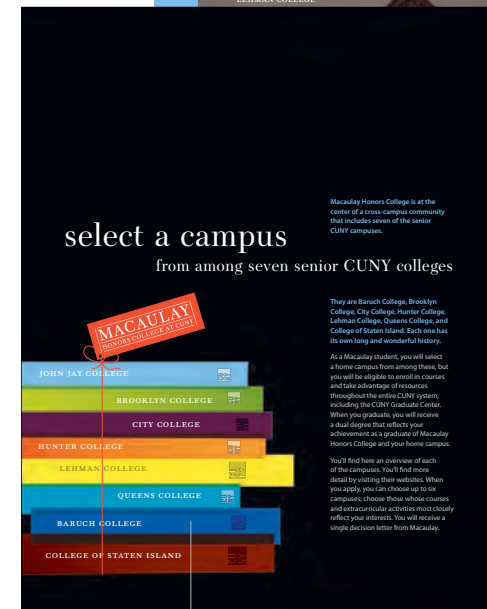 LEHMAN COLLEGE
Macaulay Honors College is at the
center of a cross-campus community
that includes seven of the senior
CUNY campuses.
select a campus
from among seven senior CUNY colleges
They are Baruch College, Brooklyn
College, City College, Hunter College,
Lehman College, Queens College, and
College of Staten Island. Each one has
its own long and wonderful history.
As a Macaulay student, you will select
a home campus from among these, but
you will be eligible to enroll in courses
and take advantage of resources
throughout the entire CUNY system,
including the CUNY Graduate Center.
When you graduate, you will receive
a dual degree that reflects your
achievement as a graduate of Macaulay
Honors College and your home campus.
You'll find here an overview of each
of the campuses. You'll find more
detail by visiting their websites. When
you apply, you can choose up to six
campuses; choose those whose courses
and extracurricular activities most closely
reflect your interests. You will receive a
single decision letter from Macaulay.
MACAULAY
HONORS COLLEGE AT CUNY
JOHN JAY COLLEGE
BROOKLYN COLLEGE
CITY COLLEGE
HUNTER COLLEGE
LEHMAN COLLEGE
QUEENS COLLEGE
BARUCH COLLEGE
COLLEGE OF STATEN ISLAND